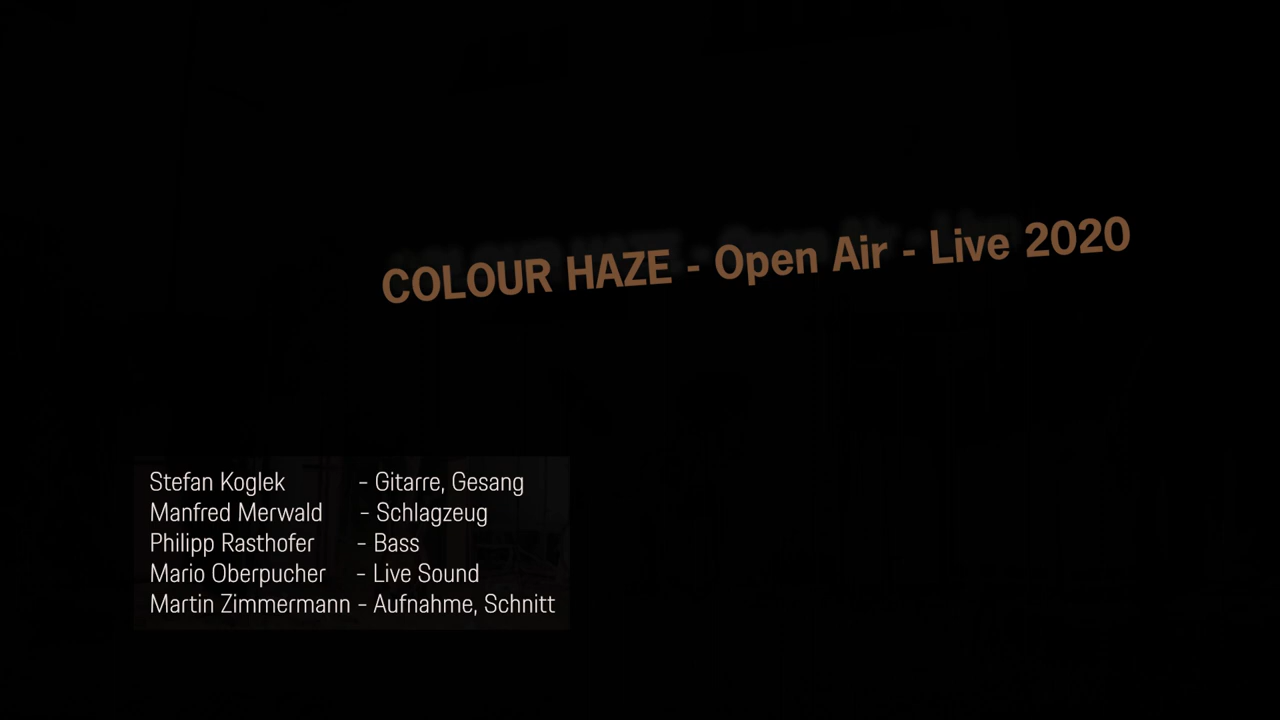 COLOUR HAZE - Open Air - Live 2020
Stefan Koglek - Gitarre, Gesang
Manfred Merwald - Schlagzeug
Philipp Rasthofer - Bass
Mario Oberpucher - Live Sound
Martin Zimmermann - Aufnahme, Schnitt